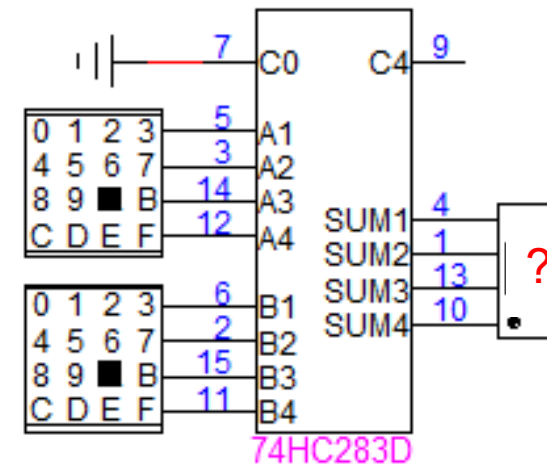 7 C0 C4 9
0 1 2 3 5 A1
4 5 6 7 3 A2
8 9 B 14 A3
C D E F 12 A4
SUM1 4
SUM2 1
SUM3 13
SUM4 10
?
0 1 2 3 6 B1
4 5 6 7 2 B2
8 9 B 15 B3
C D E F 11 B4
74HC283D